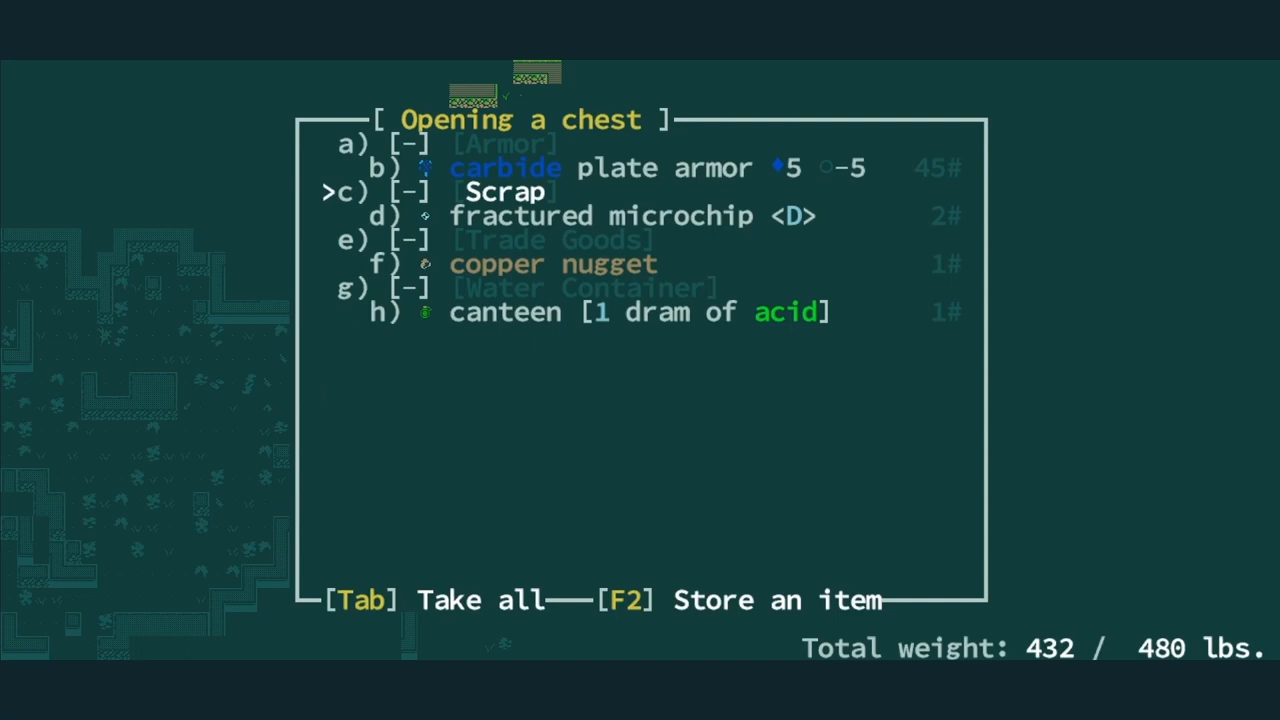 [ Opening a chest ]
a) [-] [Armor]
b) carbide plate armor ♦5 ○-5 45#
>c) [-] [Scrap]
d) fractured microchip <D> 2#
e) [-] [Trade Goods]
f) copper nugget 1#
g) [-] [Water Container]
h) canteen [1 dram of acid] 1#
[Tab] Take all [F2] Store an item
Total weight: 432 / 480 lbs.